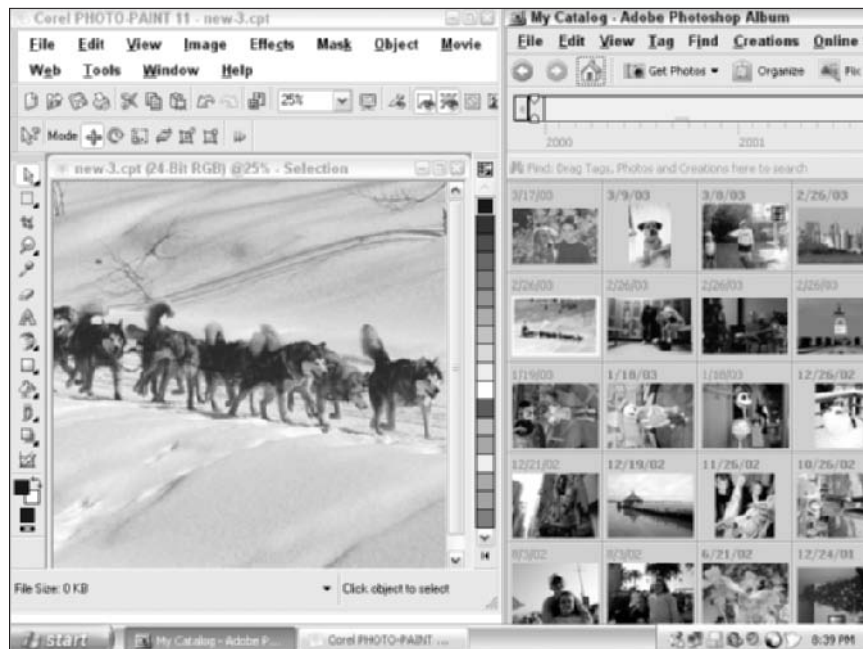 Corel PHOTO-PAINT 11 - new-3.cpt
File Edit View Image Effects Mask Object Movie
Web Tools Window Help
25%
Mode
new-3.cpt (24-Bit RGB) @25% - Selection
File Size: 0 KB
Click object to select
My Catalog - Adobe Photoshop Album
File Edit View Tag Find Creations Online
Get Photos Organize Fix
2000 2001
Find: Drag Tags, Photos and Creations here to search
3/17/03 3/9/03 3/8/03 2/26/03
2/26/03 2/26/03 2/26/03 2/26/03
1/19/03 1/18/03 1/18/03 12/26/02
12/21/02 12/19/02 11/26/02 10/26/02
8/3/02 8/3/02 6/21/02 12/24/01
start My Catalog - Adobe P... Corel PHOTO-PAINT ... 8:39 PM